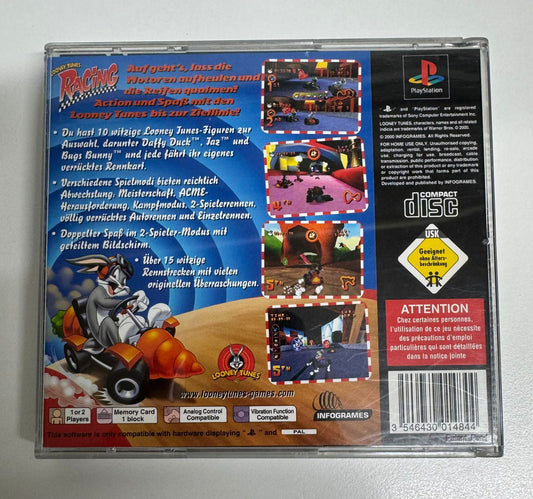 LOONEY TUNES
RACING
Auf geht's, lass die
Motoren aufheulen und
die Reifen qualmen!
Action und Spaß mit den
Looney Tunes bis zur Ziellinie!
• Du hast 10 witzige Looney Tunes-Figuren zur
Auswahl, darunter Daffy Duck™, Taz™ und
Bugs Bunny™ und jede fährt ihr eigenes
verrücktes Rennkart.
• Verschiedene Spielmodi bieten reichlich
Abwechslung. Meisterschaft, ACME-
Herausforderung, Kampfmodus, 2-Spielerrennen,
völlig verrücktes Autorennen und Einzelrennen.
• Doppelter Spaß im 2-Spieler-Modus mit
geteiltem Bildschirm.
• Über 15 witzige
Rennstrecken mit vielen
originellen Überraschungen.
LOONEY TUNES
www.looneytunes-games.com
1 or 2
Players
Memory Card
1 block
Analog Control
Compatible
Vibration Function
Compatible
INFOGRAMES
This software is only compatible with hardware displaying "PS" and PAL
PlayStation
"PS" and "PlayStation" are registered
trademarks of Sony Computer Entertainment Inc.
LOONEY TUNES, characters, names and all related
indicia are trademarks of Warner Bros. © 2000.
© 2000 INFOGRAMES. All Rights Reserved.
FOR HOME USE ONLY. Unauthorised copying,
adaptation, rental, lending, re-sale, arcade
use, charging for use, broadcast, cable
transmission, public performance, distribution
or extraction of this product or any trademark
or copyright work that forms part of this
product are prohibited.
Developed and published by INFOGRAMES.
COMPACT
disc
USK
Geeignet
ohne Alters-
beschränkung
ATTENTION
Chez certaines personnes,
l'utilisation de ce jeu nécessite
des précautions d'emploi
particulières qui sont détaillées
dans la notice jointe
3 546430 014844